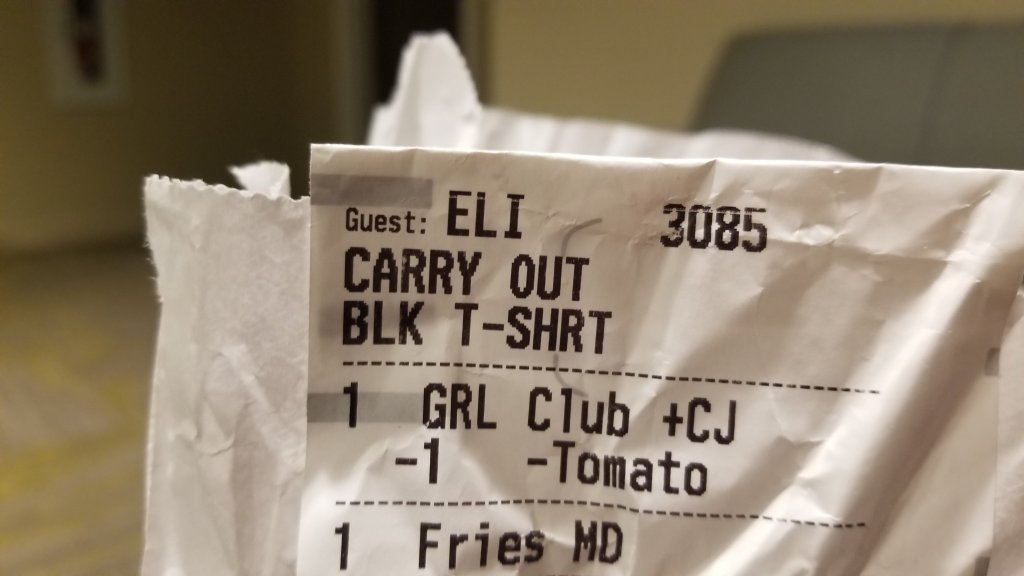 Guest: ELI 3085
CARRY OUT
BLK T-SHRT
1 GRL Club +CJ
-1 -Tomato
1 Fries MD